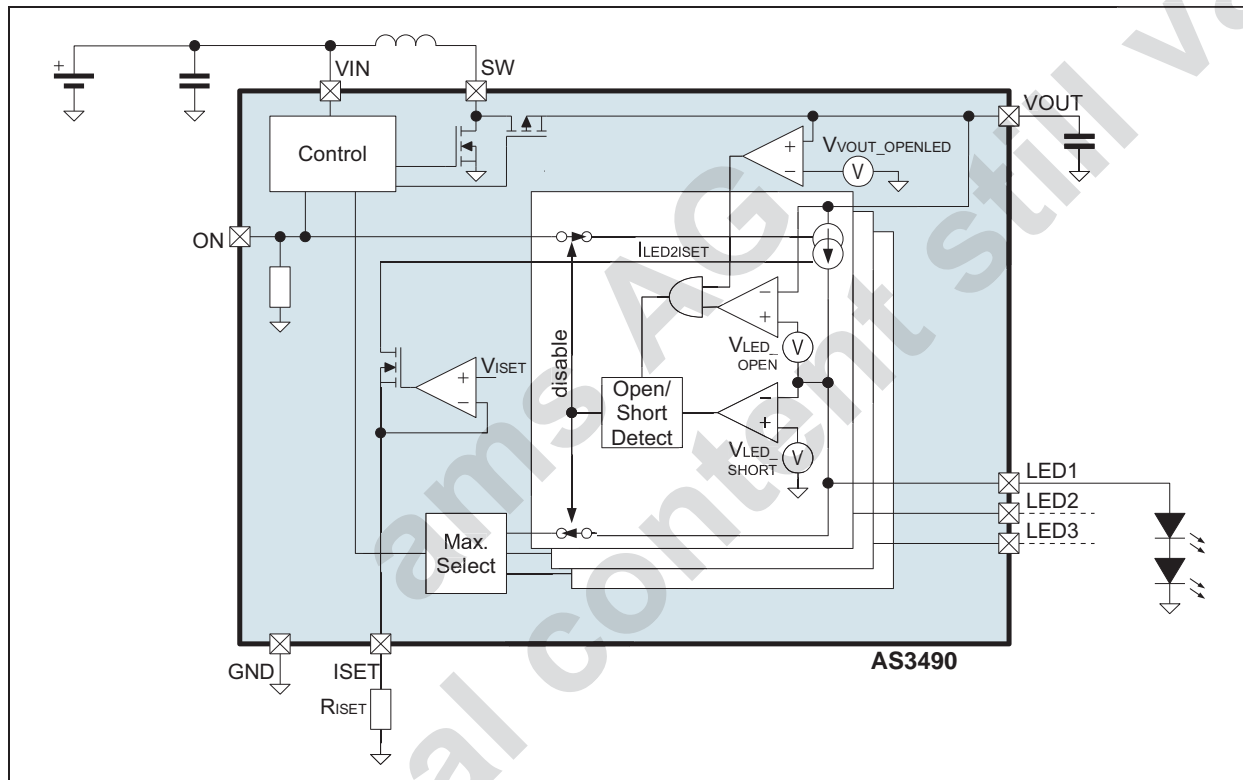 VIN
SW
VOUT
+
Control
+
−
VVOUT_OPENLED
V
ON
ILED2ISET
−
+
VLED_
OPEN
V
disable
+
−
VISET
Open/
Short
Detect
−
+
VLED_
SHORT
V
LED1
LED2
LED3
Max.
Select
GND
ISET
AS3490
RISET
ams AG
al content still va